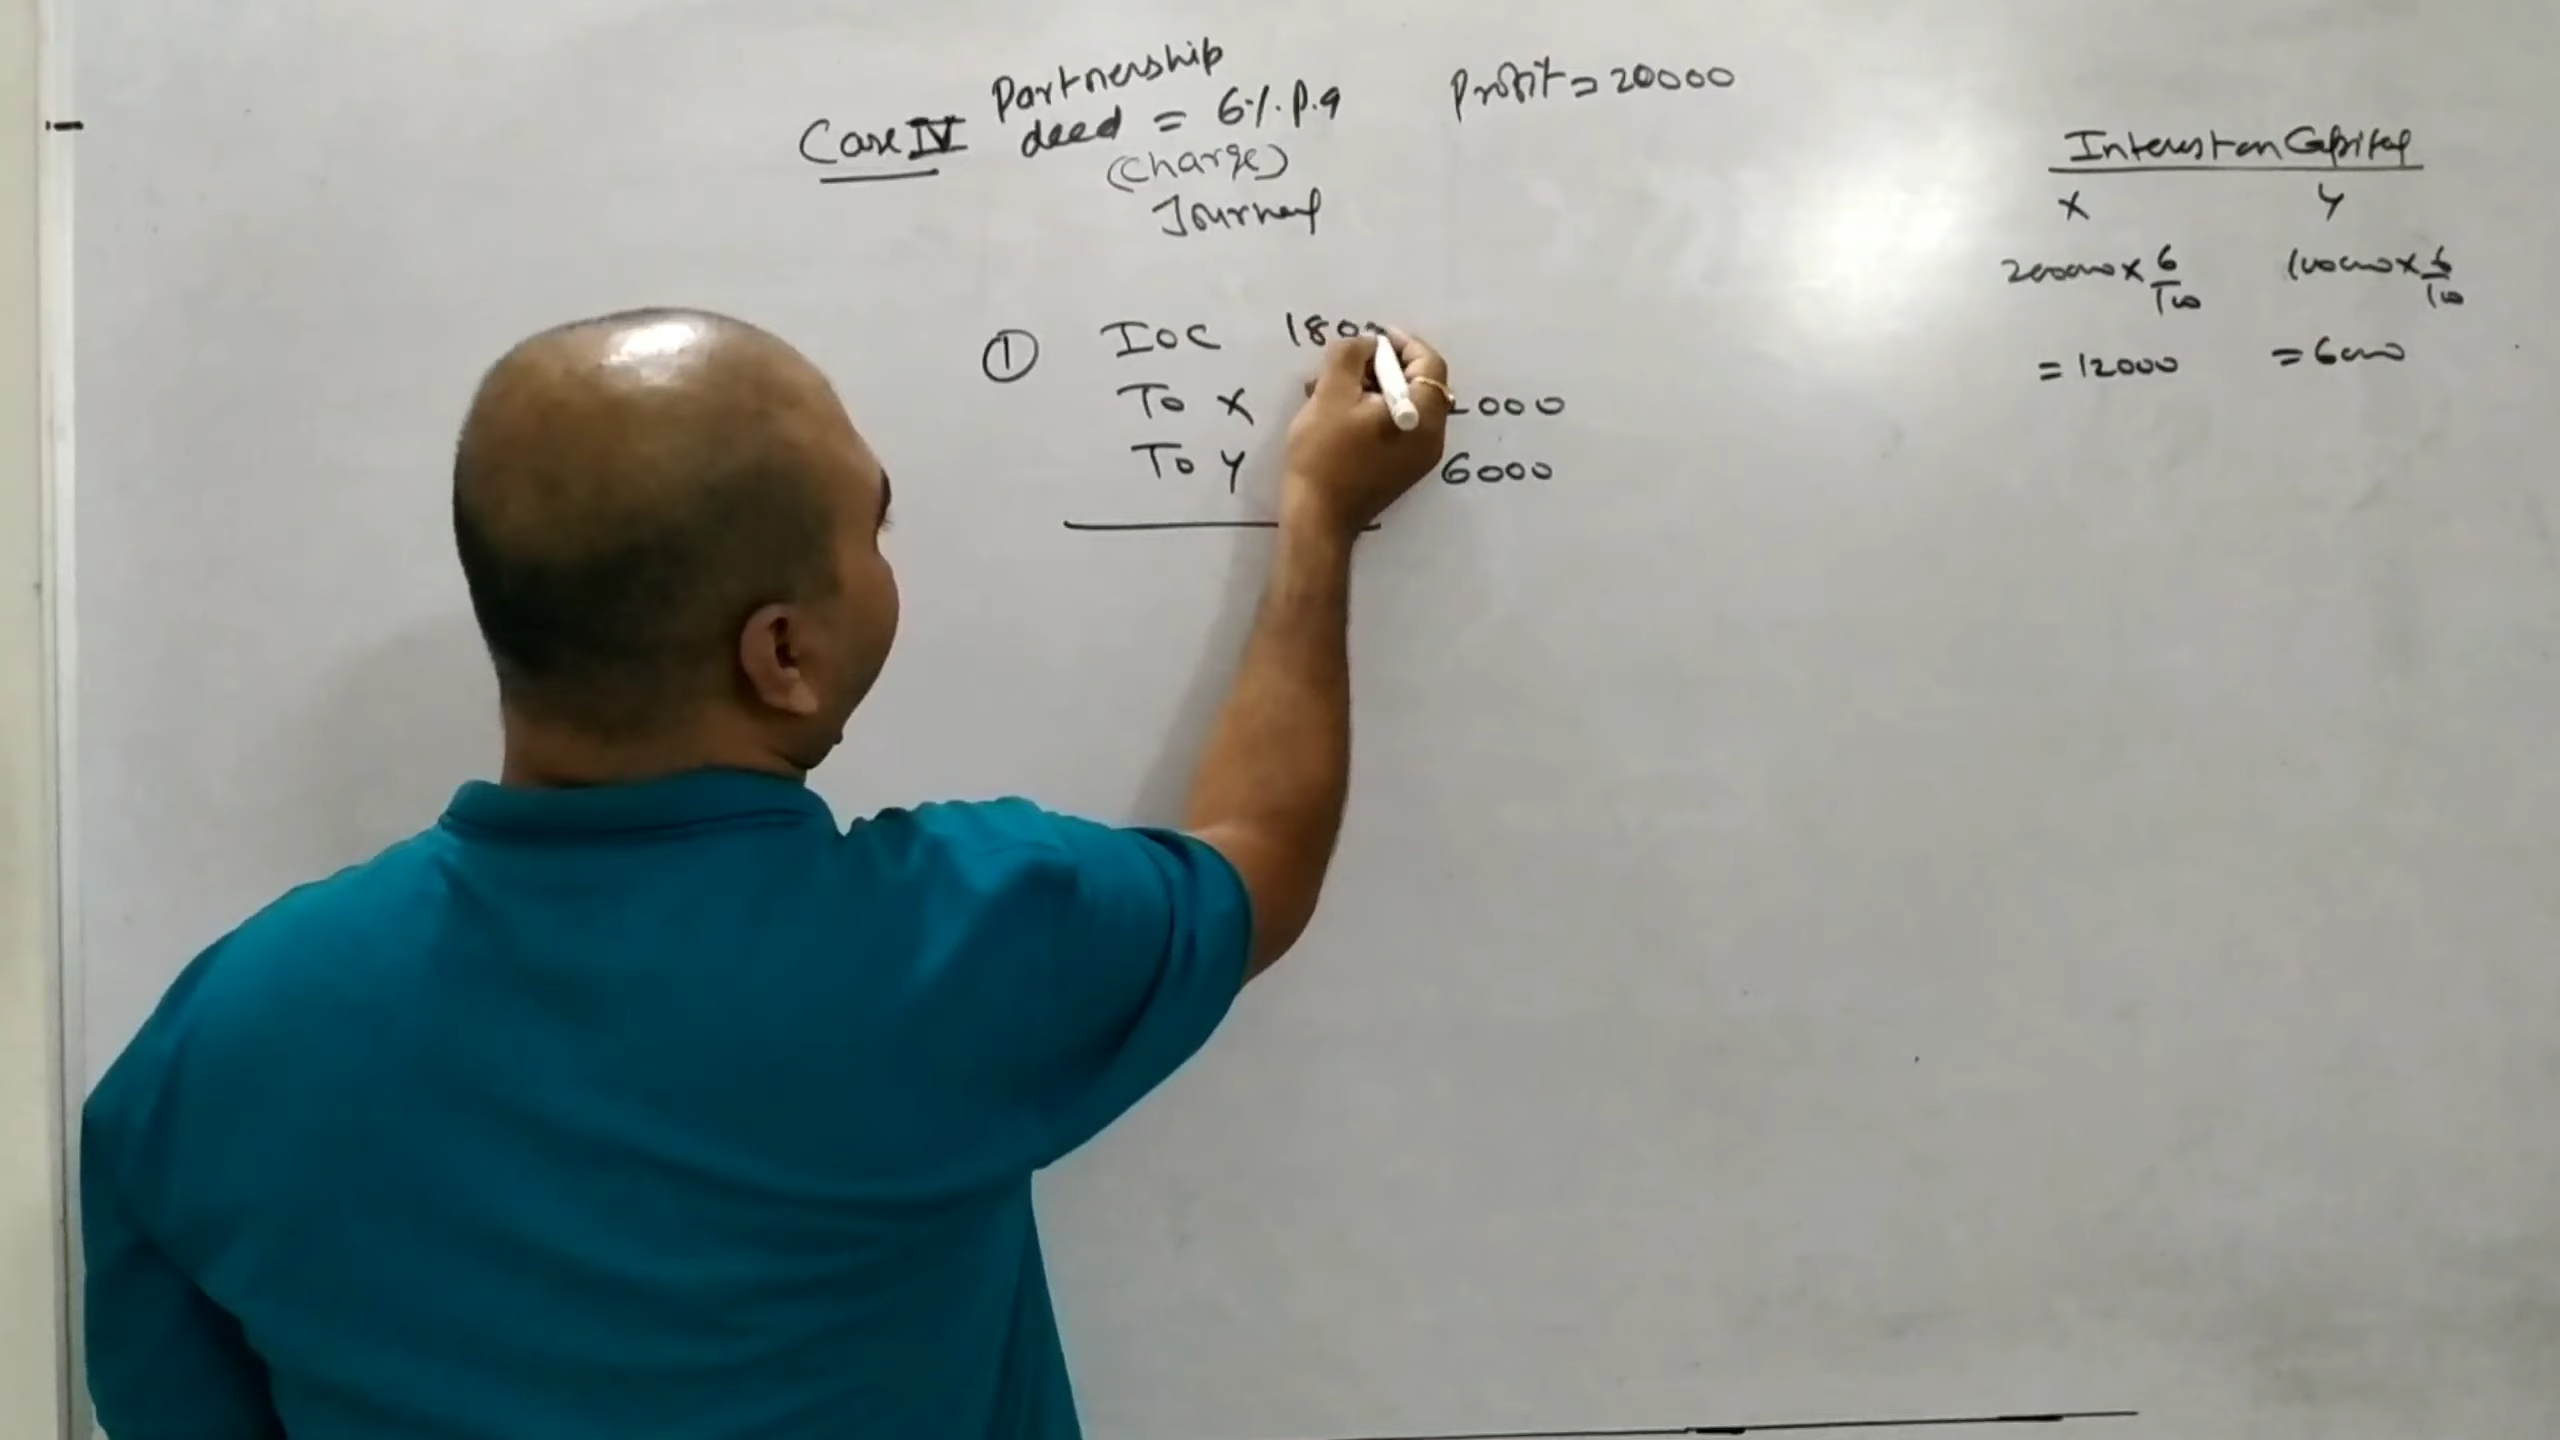 Partnership
Case IV deed = 6%. P.a Profit = 20000
(Charge)
Journal
① IOC 180
To X 2000
To Y 6000
Interest on Capital
X Y
200000 x 6/100 100000 x 6/100
= 12000 = 6000